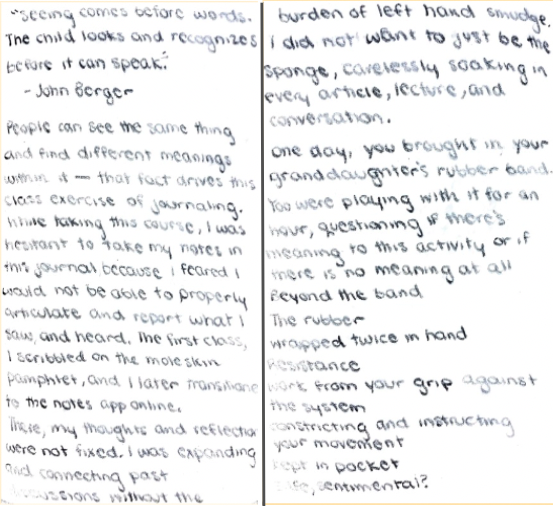 "seeing comes before words.
The child looks and recognizes
before it can speak."
- John Berger
People can see the same thing
and find different meanings
within it — that fact drives this
class exercise of journaling.
While taking this course, I was
hesitant to take my notes in
this journal because I feared I
would not be able to properly
articulate and report what I
saw, and heard. The first class,
I scribbled on the moleskin
pamphlet, and I later transitione
to the notes app online.
There, my thoughts and reflection
were not fixed. I was expanding
and connecting past
discussions without the
burden of left hand smudge.
I did not want to just be the
sponge, carelessly soaking in
every article, lecture, and
conversation.
one day, you brought in your
granddaughter's rubber band.
You were playing with it for an
hour, questioning if there's
meaning to this activity or if
there is no meaning at all
Beyond the band
The rubber
wrapped twice in hand
Resistance
work from your grip against
the system
constricting and instructing
your movement
kept in pocket
safe, sentimental?